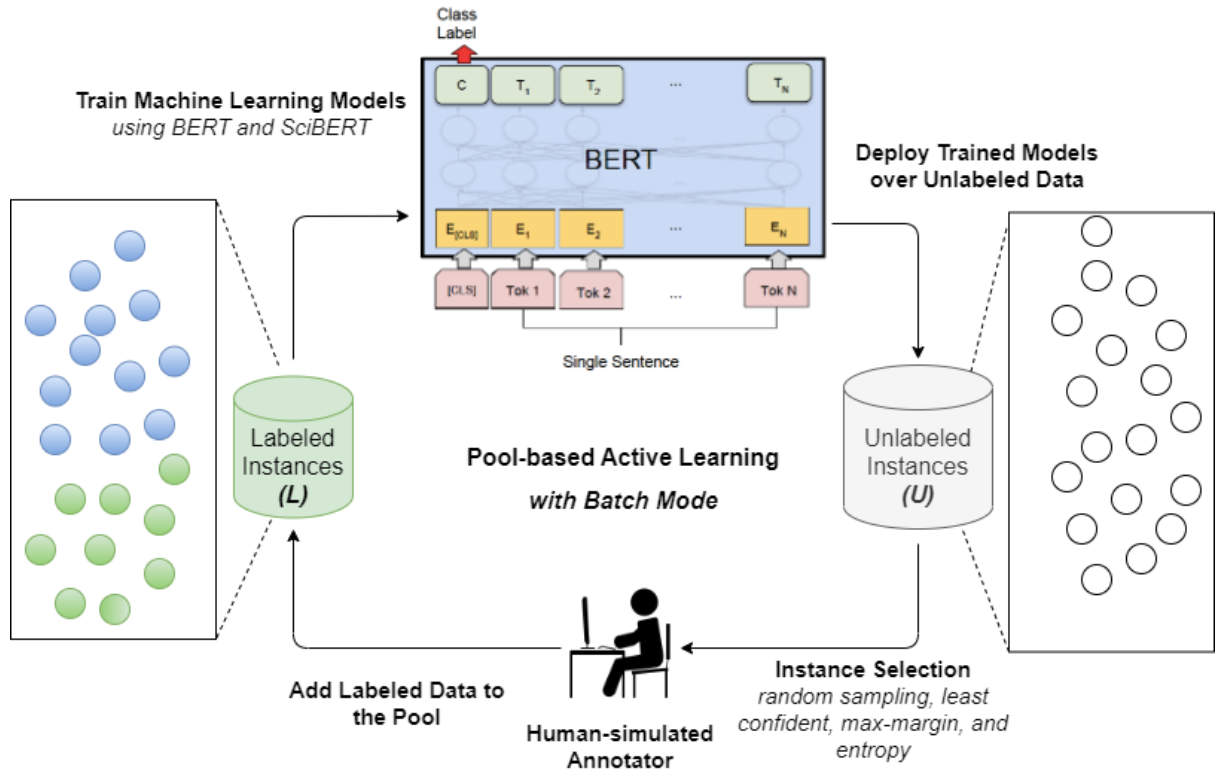 Class
Label
C T₁ T₂ ... T_N
Train Machine Learning Models
using BERT and SciBERT
BERT
Deploy Trained Models
over Unlabeled Data
E_[CLS] E₁ E₂ ... E_N
[CLS] Tok 1 Tok 2 ... Tok N
Single Sentence
Labeled
Instances
(L)
Pool-based Active Learning
with Batch Mode
Unlabeled
Instances
(U)
Add Labeled Data to
the Pool
Human-simulated
Annotator
Instance Selection
random sampling, least
confident, max-margin, and
entropy